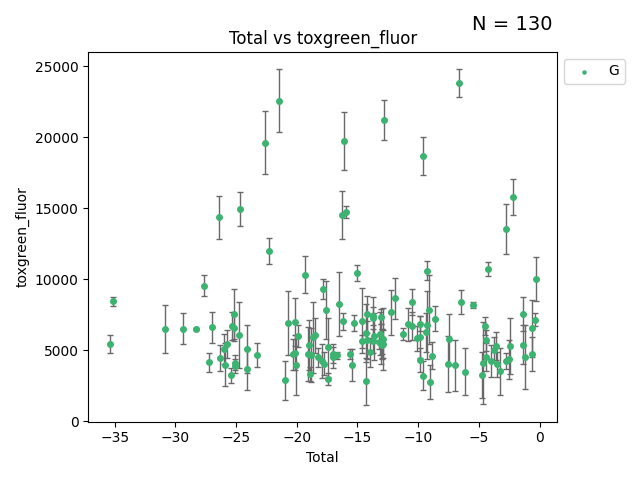 N = 130
Total vs toxgreen_fluor
G
25000
20000
15000
10000
5000
0
toxgreen_fluor
−35 −30 −25 −20 −15 −10 −5 0
Total